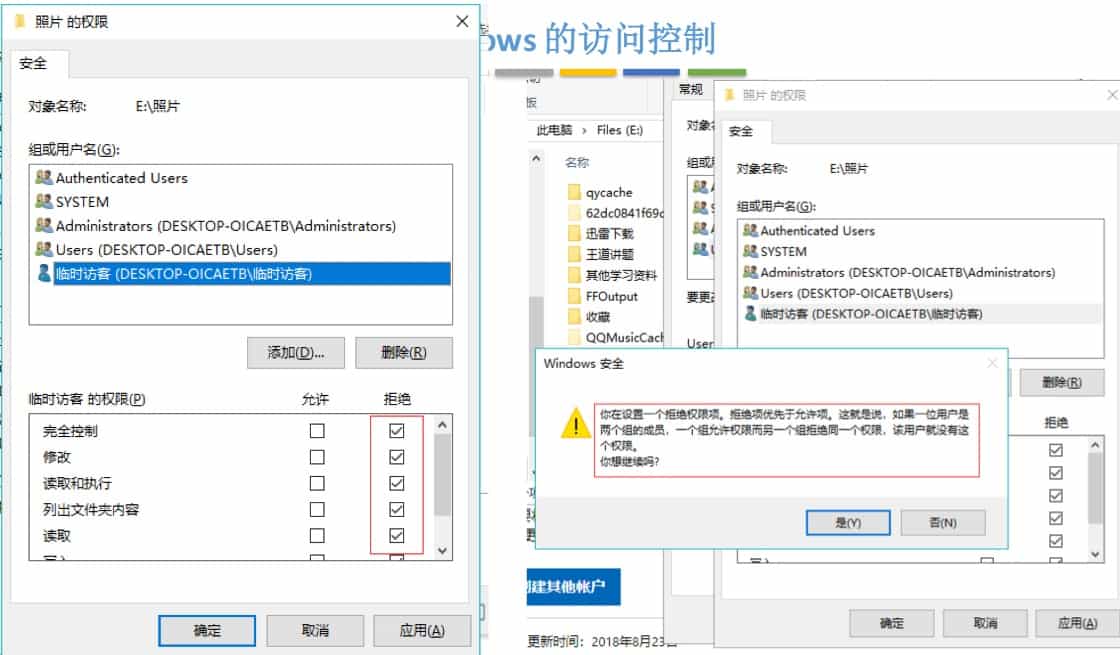 照片 的权限
安全
对象名称: E:\照片
组或用户名(G):
Authenticated Users
SYSTEM
Administrators (DESKTOP-OICAETB\Administrators)
Users (DESKTOP-OICAETB\Users)
临时访客 (DESKTOP-OICAETB\临时访客)
添加(D)... 删除(R)
临时访客 的权限(P) 允许 拒绝
完全控制
修改
读取和执行
列出文件夹内容
读取
确定 取消 应用(A)
ows 的访问控制
板
此电脑 › Files (E:)
名称
qycache
62dc0841f69c
迅雷下载
王道讲题
其他学习资料
FFOutput
收藏
QQMusicCach
常规
对象
组或
要更
User
照片 的权限
安全
对象名称: E:\照片
组或用户名(G):
Authenticated Users
SYSTEM
Administrators (DESKTOP-OICAETB\Administrators)
Users (DESKTOP-OICAETB\Users)
临时访客 (DESKTOP-OICAETB\临时访客)
删除(R)
拒绝
Windows 安全
你在设置一个拒绝权限项。拒绝项优先于允许项。这就是说，如果一位用户是
两个组的成员，一个组允许权限而另一个组拒绝同一个权限，该用户就没有这
个权限。
你想继续吗?
是(Y) 否(N)
创建其他帐户
更新时间：2018年8月23日
确定 取消 应用(A)